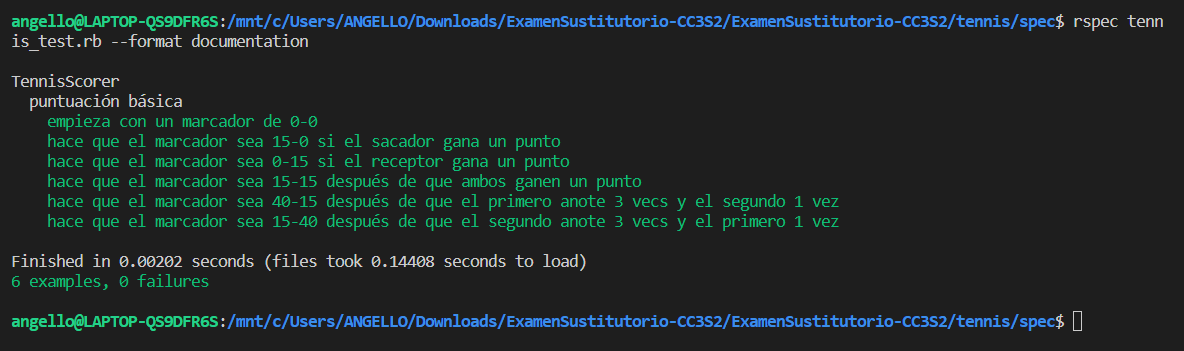 angello@LAPTOP-QS9DFR6S:/mnt/c/Users/ANGELLO/Downloads/ExamenSustitutorio-CC3S2/ExamenSustitutorio-CC3S2/tennis/spec$ rspec tenn
is_test.rb --format documentation
TennisScorer
puntuación básica
empieza con un marcador de 0-0
hace que el marcador sea 15-0 si el sacador gana un punto
hace que el marcador sea 0-15 si el receptor gana un punto
hace que el marcador sea 15-15 después de que ambos ganen un punto
hace que el marcador sea 40-15 después de que el primero anote 3 vecs y el segundo 1 vez
hace que el marcador sea 15-40 después de que el segundo anote 3 vecs y el primero 1 vez
Finished in 0.00202 seconds (files took 0.14408 seconds to load)
6 examples, 0 failures
angello@LAPTOP-QS9DFR6S:/mnt/c/Users/ANGELLO/Downloads/ExamenSustitutorio-CC3S2/ExamenSustitutorio-CC3S2/tennis/spec$